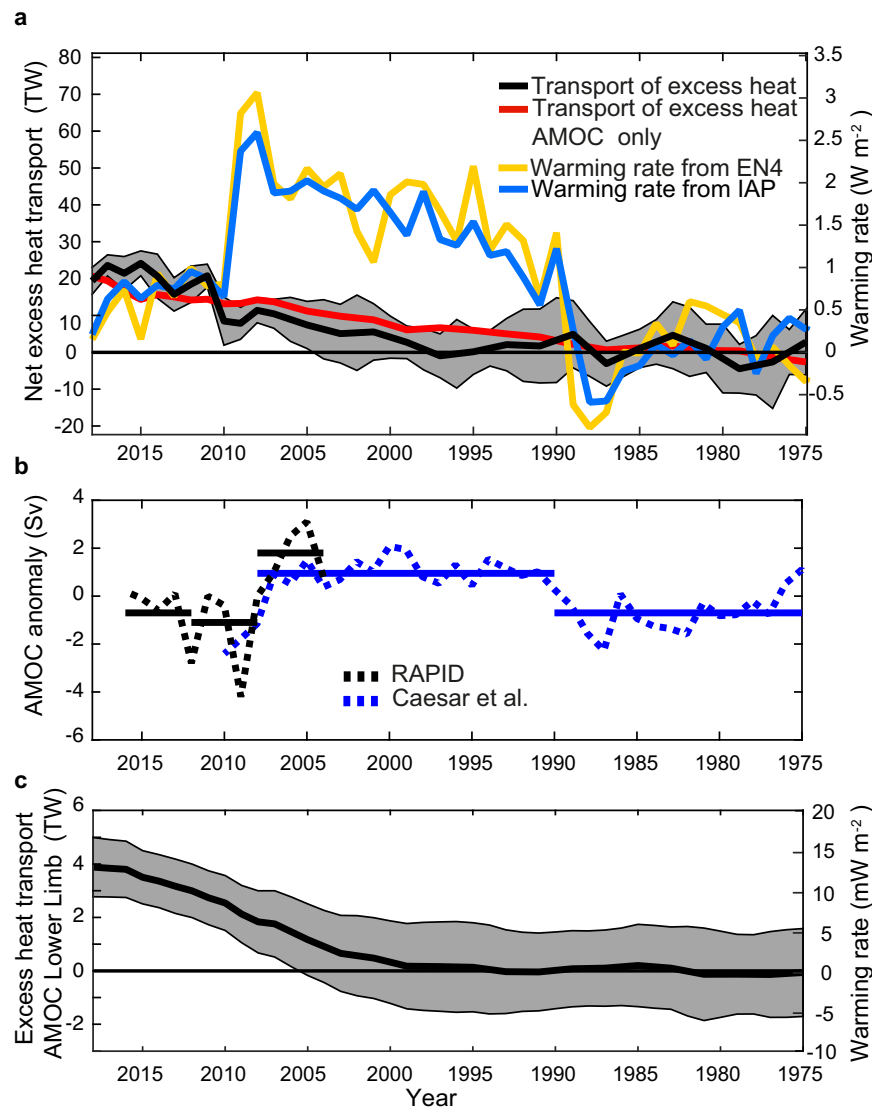 a
Net excess heat transport (TW)
80
70
60
50
40
30
20
10
0
-10
-20
3.5
3
2.5
2
1.5
1
0.5
0
-0.5
Warming rate (W m⁻²)
Transport of excess heat
Transport of excess heat
AMOC only
Warming rate from EN4
Warming rate from IAP
2015 2010 2005 2000 1995 1990 1985 1980 1975
b
AMOC anomaly (Sv)
4
2
0
-2
-4
-6
RAPID
Caesar et al.
2015 2010 2005 2000 1995 1990 1985 1980 1975
c
Excess heat transport
AMOC Lower Limb (TW)
6
4
2
0
-2
20
15
10
5
0
-5
-10
Warming rate (mW m⁻²)
2015 2010 2005 2000 1995 1990 1985 1980 1975
Year